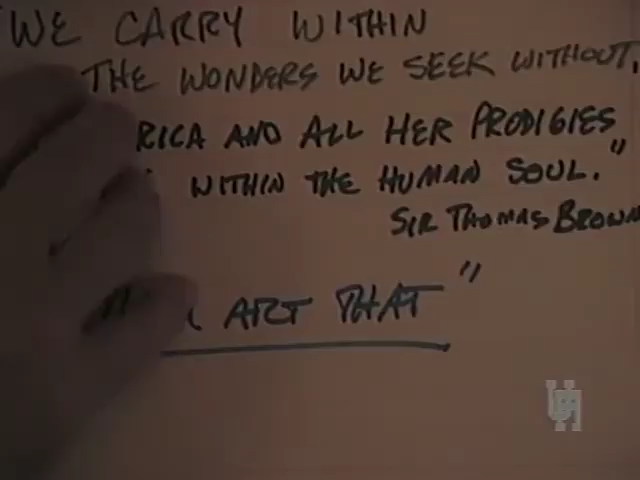 "WE CARRY WITHIN
THE WONDERS WE SEEK WITHOUT.
RICA AND ALL HER PRODIGIES
WITHIN THE HUMAN SOUL."
SIR THOMAS BROWN
ART THAT"